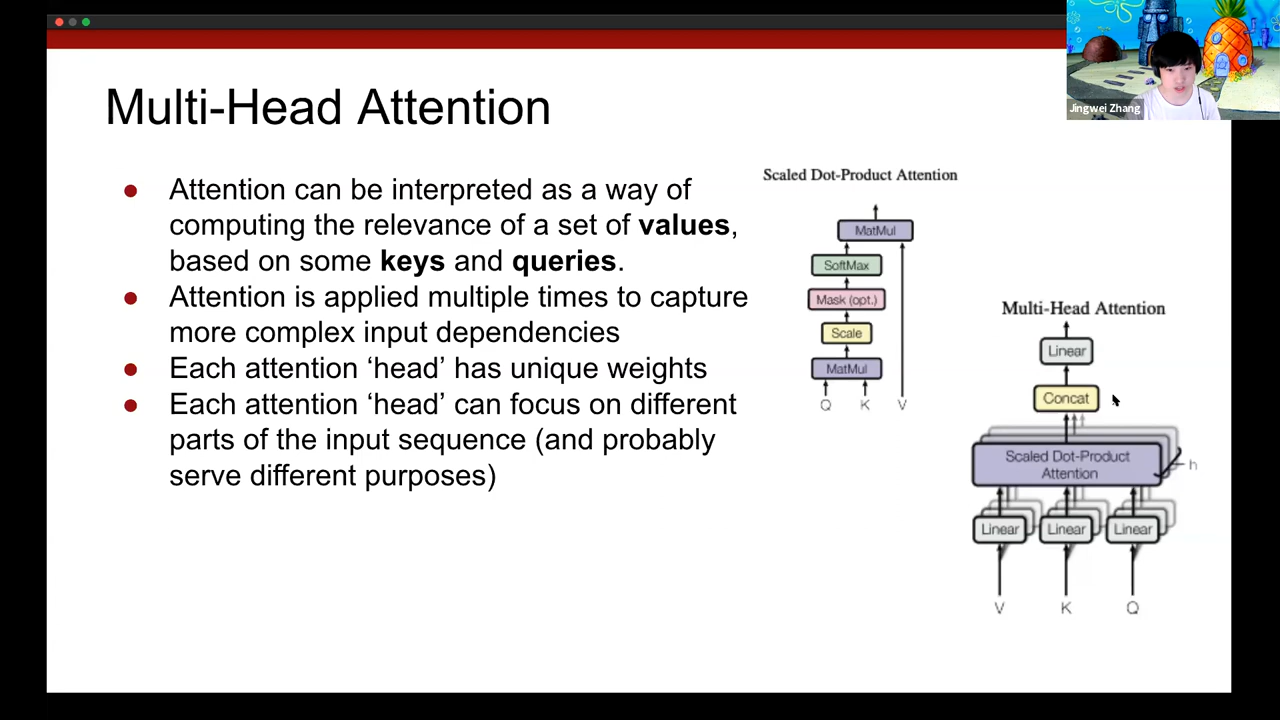 Jingwei Zhang
Multi-Head Attention
● Attention can be interpreted as a way of
computing the relevance of a set of values,
based on some keys and queries.
● Attention is applied multiple times to capture
more complex input dependencies
● Each attention ‘head’ has unique weights
● Each attention ‘head’ can focus on different
parts of the input sequence (and probably
serve different purposes)
Scaled Dot-Product Attention
MatMul
SoftMax
Mask (opt.)
Scale
MatMul
Q K V
Multi-Head Attention
Linear
Concat
Scaled Dot-Product
Attention
h
Linear Linear Linear
V K Q